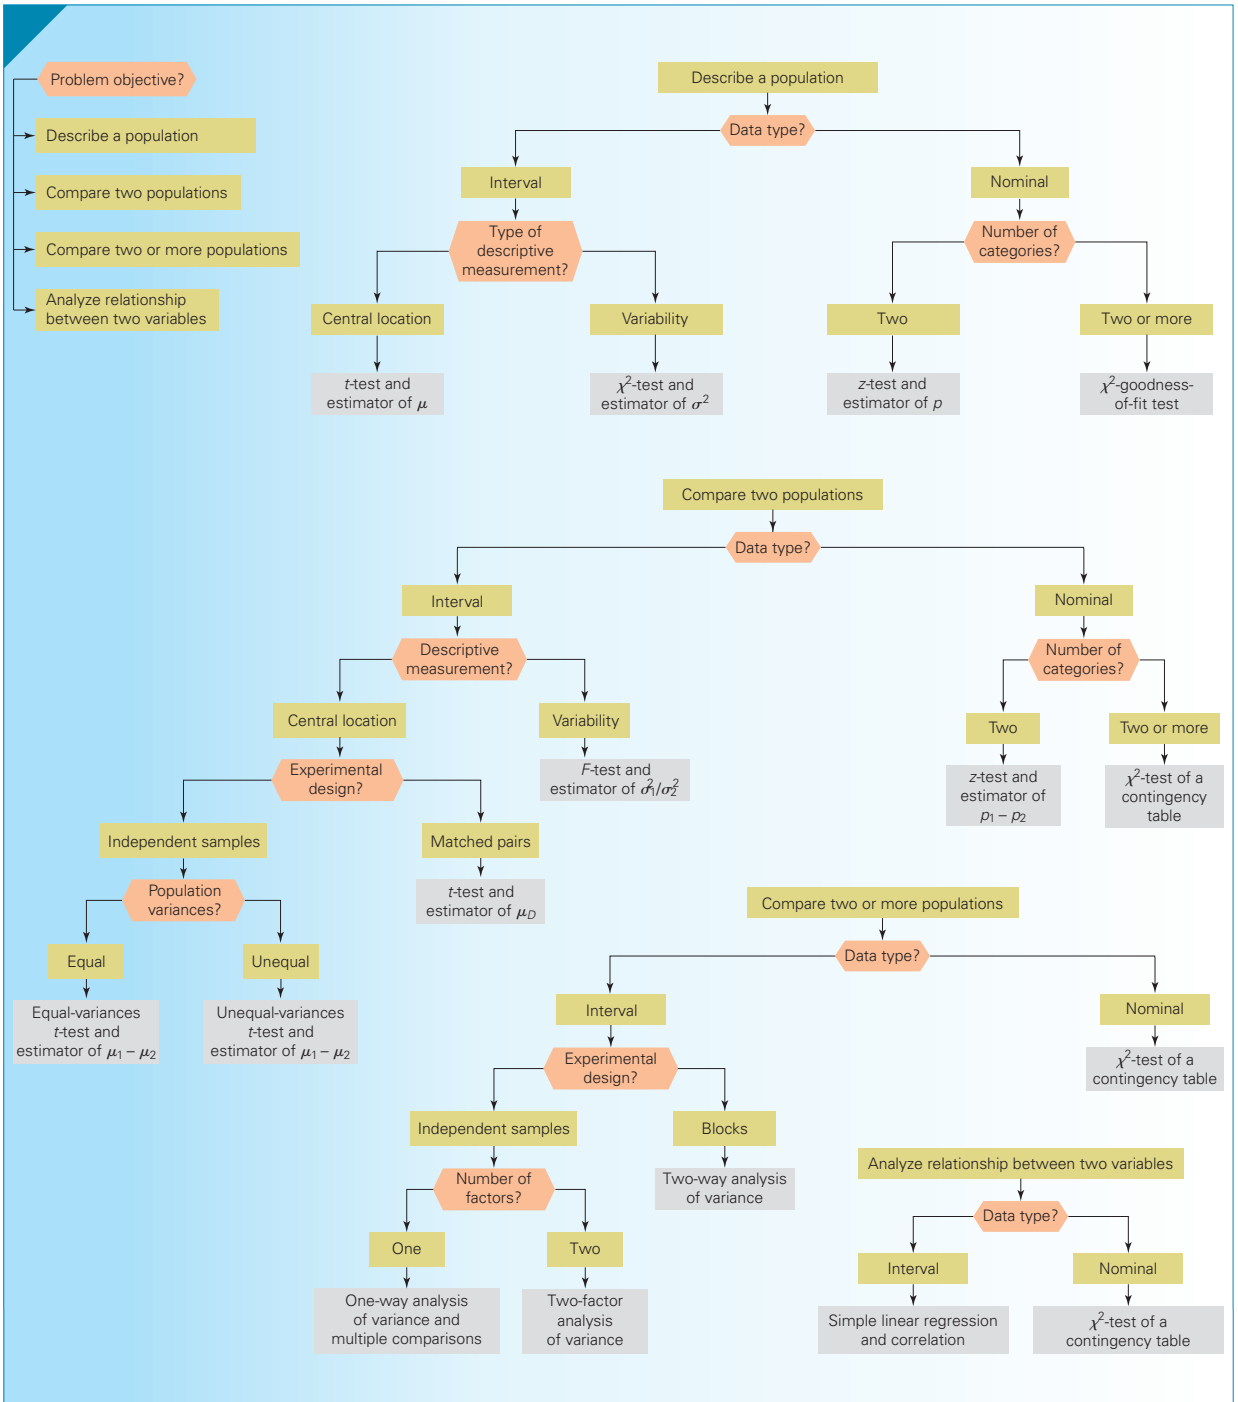 Problem objective?
Describe a population
Compare two populations
Compare two or more populations
Analyze relationship
between two variables
Describe a population
Data type?
Interval
Nominal
Type of
descriptive
measurement?
Number of
categories?
Central location
Variability
Two
Two or more
t-test and
estimator of μ
χ²-test and
estimator of σ²
z-test and
estimator of p
χ²-goodness-
of-fit test
Compare two populations
Data type?
Interval
Nominal
Descriptive
measurement?
Number of
categories?
Central location
Variability
Two
Two or more
Experimental
design?
F-test and
estimator of σ₁²/σ₂²
z-test and
estimator of
p₁ – p₂
χ²-test of a
contingency
table
Independent samples
Matched pairs
Population
variances?
t-test and
estimator of μD
Equal
Unequal
Equal-variances
t-test and
estimator of μ₁ – μ₂
Unequal-variances
t-test and
estimator of μ₁ – μ₂
Compare two or more populations
Data type?
Interval
Nominal
Experimental
design?
χ²-test of a
contingency table
Independent samples
Blocks
Number of
factors?
Two-way analysis
of variance
One
Two
One-way analysis
of variance and
multiple comparisons
Two-factor
analysis
of variance
Analyze relationship between two variables
Data type?
Interval
Nominal
Simple linear regression
and correlation
χ²-test of a
contingency table